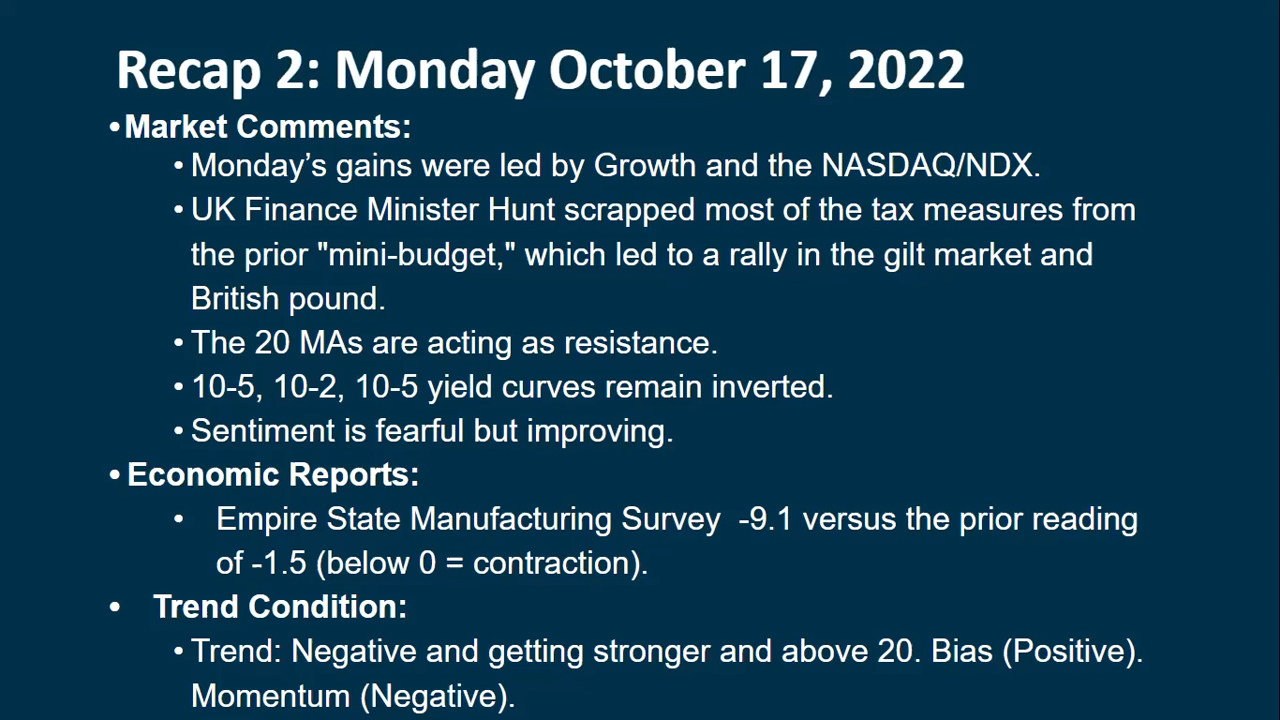 Recap 2: Monday October 17, 2022
•Market Comments:
• Monday's gains were led by Growth and the NASDAQ/NDX.
• UK Finance Minister Hunt scrapped most of the tax measures from
the prior "mini-budget," which led to a rally in the gilt market and
British pound.
• The 20 MAs are acting as resistance.
• 10-5, 10-2, 10-5 yield curves remain inverted.
• Sentiment is fearful but improving.
• Economic Reports:
• Empire State Manufacturing Survey  -9.1 versus the prior reading
of -1.5 (below 0 = contraction).
• Trend Condition:
• Trend: Negative and getting stronger and above 20. Bias (Positive).
Momentum (Negative).